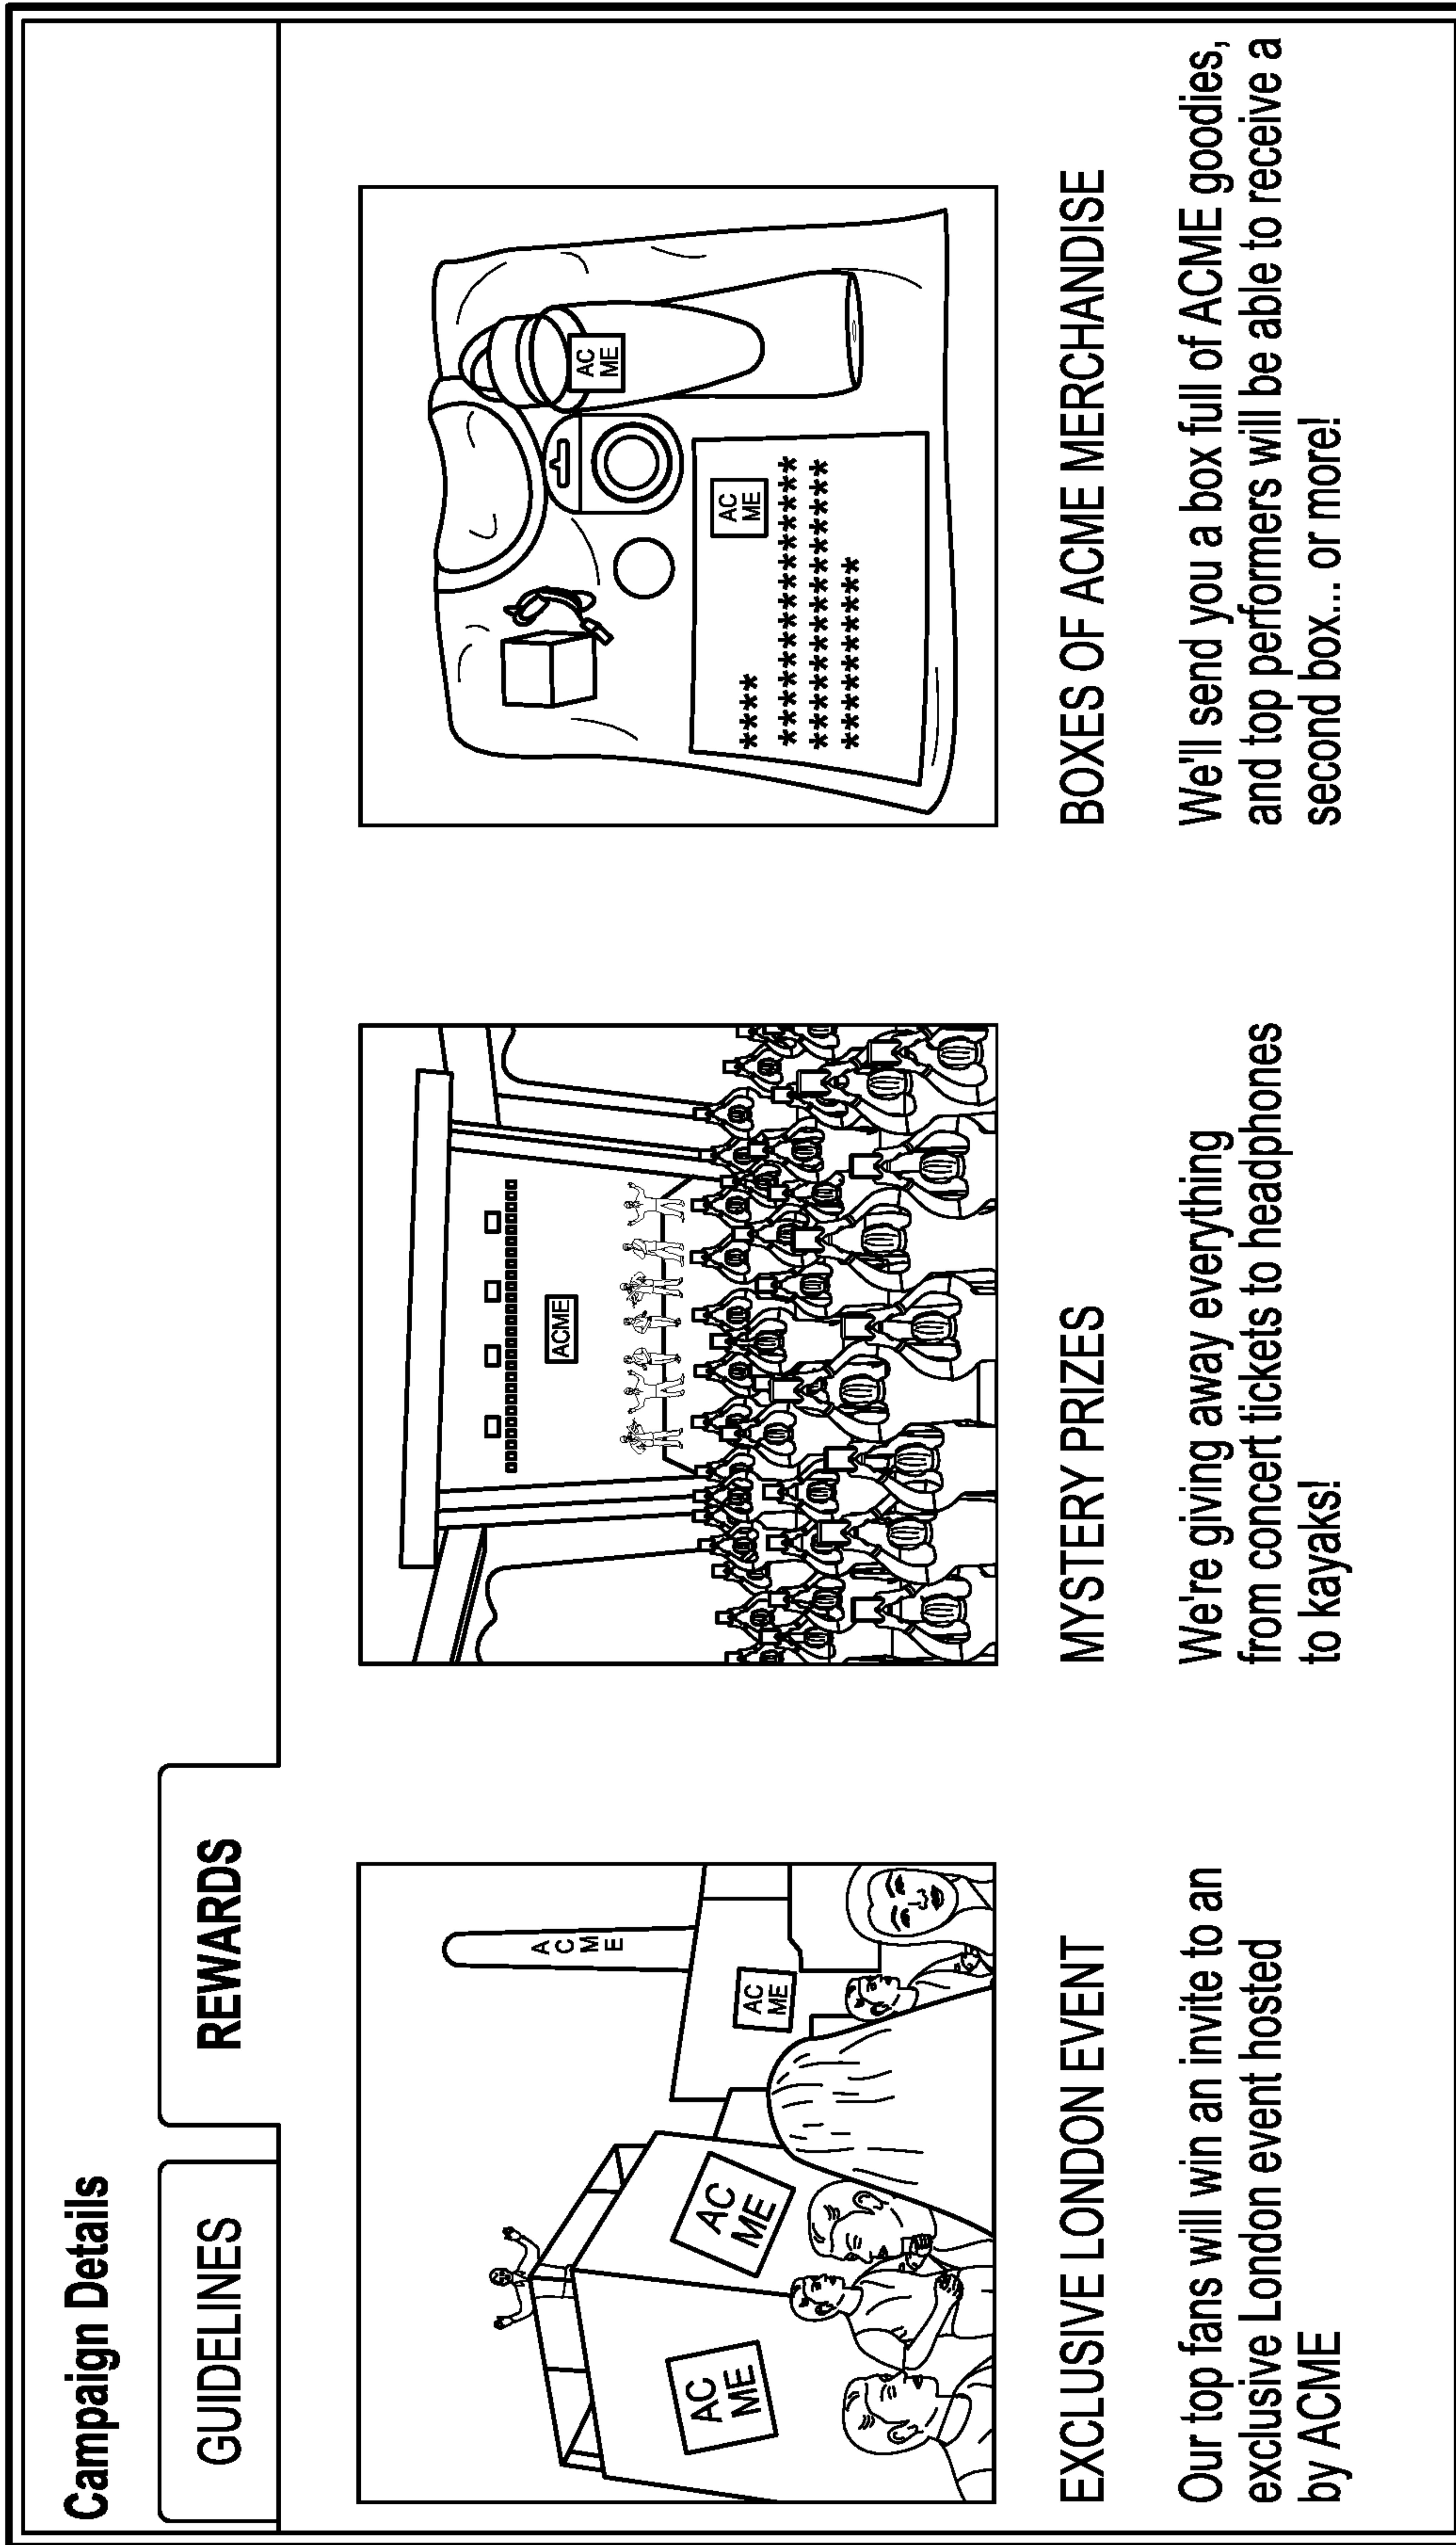 Campaign Details
GUIDELINES
REWARDS
AC
ME
AC
ME
A
C
M
E
AC
ME
EXCLUSIVE LONDON EVENT
Our top fans will win an invite to an
exclusive London event hosted
by ACME
ACME
MYSTERY PRIZES
We're giving away everything
from concert tickets to headphones
to kayaks!
AC
ME
AC
ME
****
******************
******************
************
BOXES OF ACME MERCHANDISE
We'll send you a box full of ACME goodies,
and top performers will be able to receive a
second box... or more!